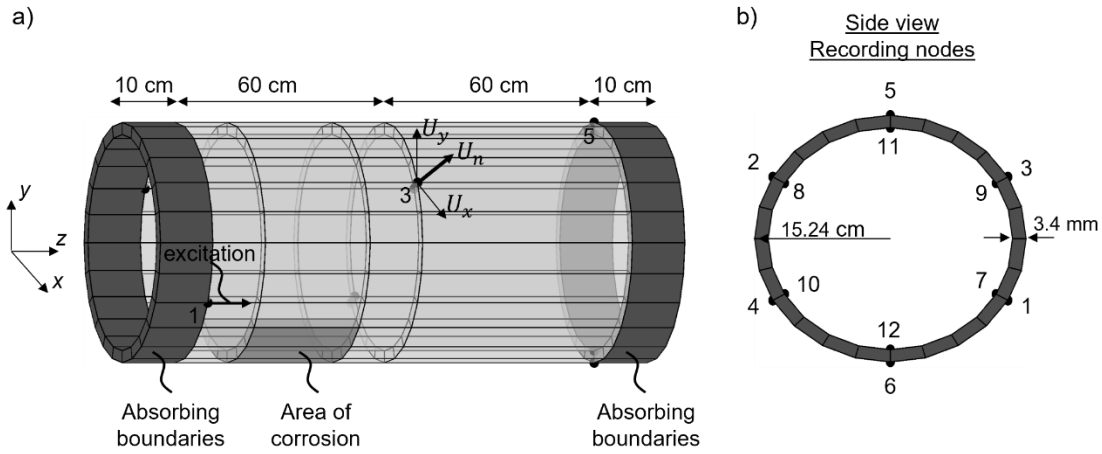 a)
10 cm
60 cm
60 cm
10 cm
U_y
U_n
5
3
U_x
y
z
x
excitation
1
Absorbing
boundaries
Area of
corrosion
Absorbing
boundaries
b)
Side view
Recording nodes
5
11
2
3
8
9
15.24 cm
3.4 mm
10
7
4
1
12
6